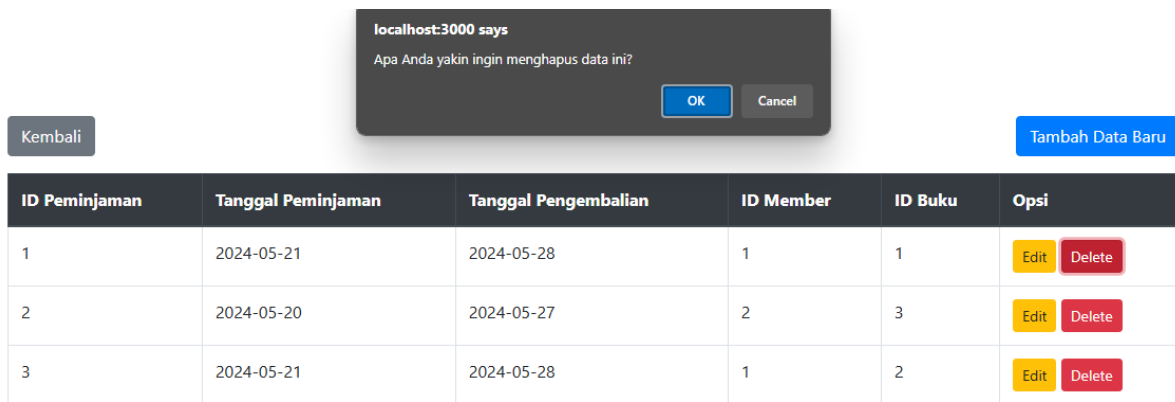 localhost:3000 says
Apa Anda yakin ingin menghapus data ini?
OK Cancel
Kembali Tambah Data Baru
ID Peminjaman Tanggal Peminjaman Tanggal Pengembalian ID Member ID Buku Opsi
1 2024-05-21 2024-05-28 1 1 Edit Delete
2 2024-05-20 2024-05-27 2 3 Edit Delete
3 2024-05-21 2024-05-28 1 2 Edit Delete